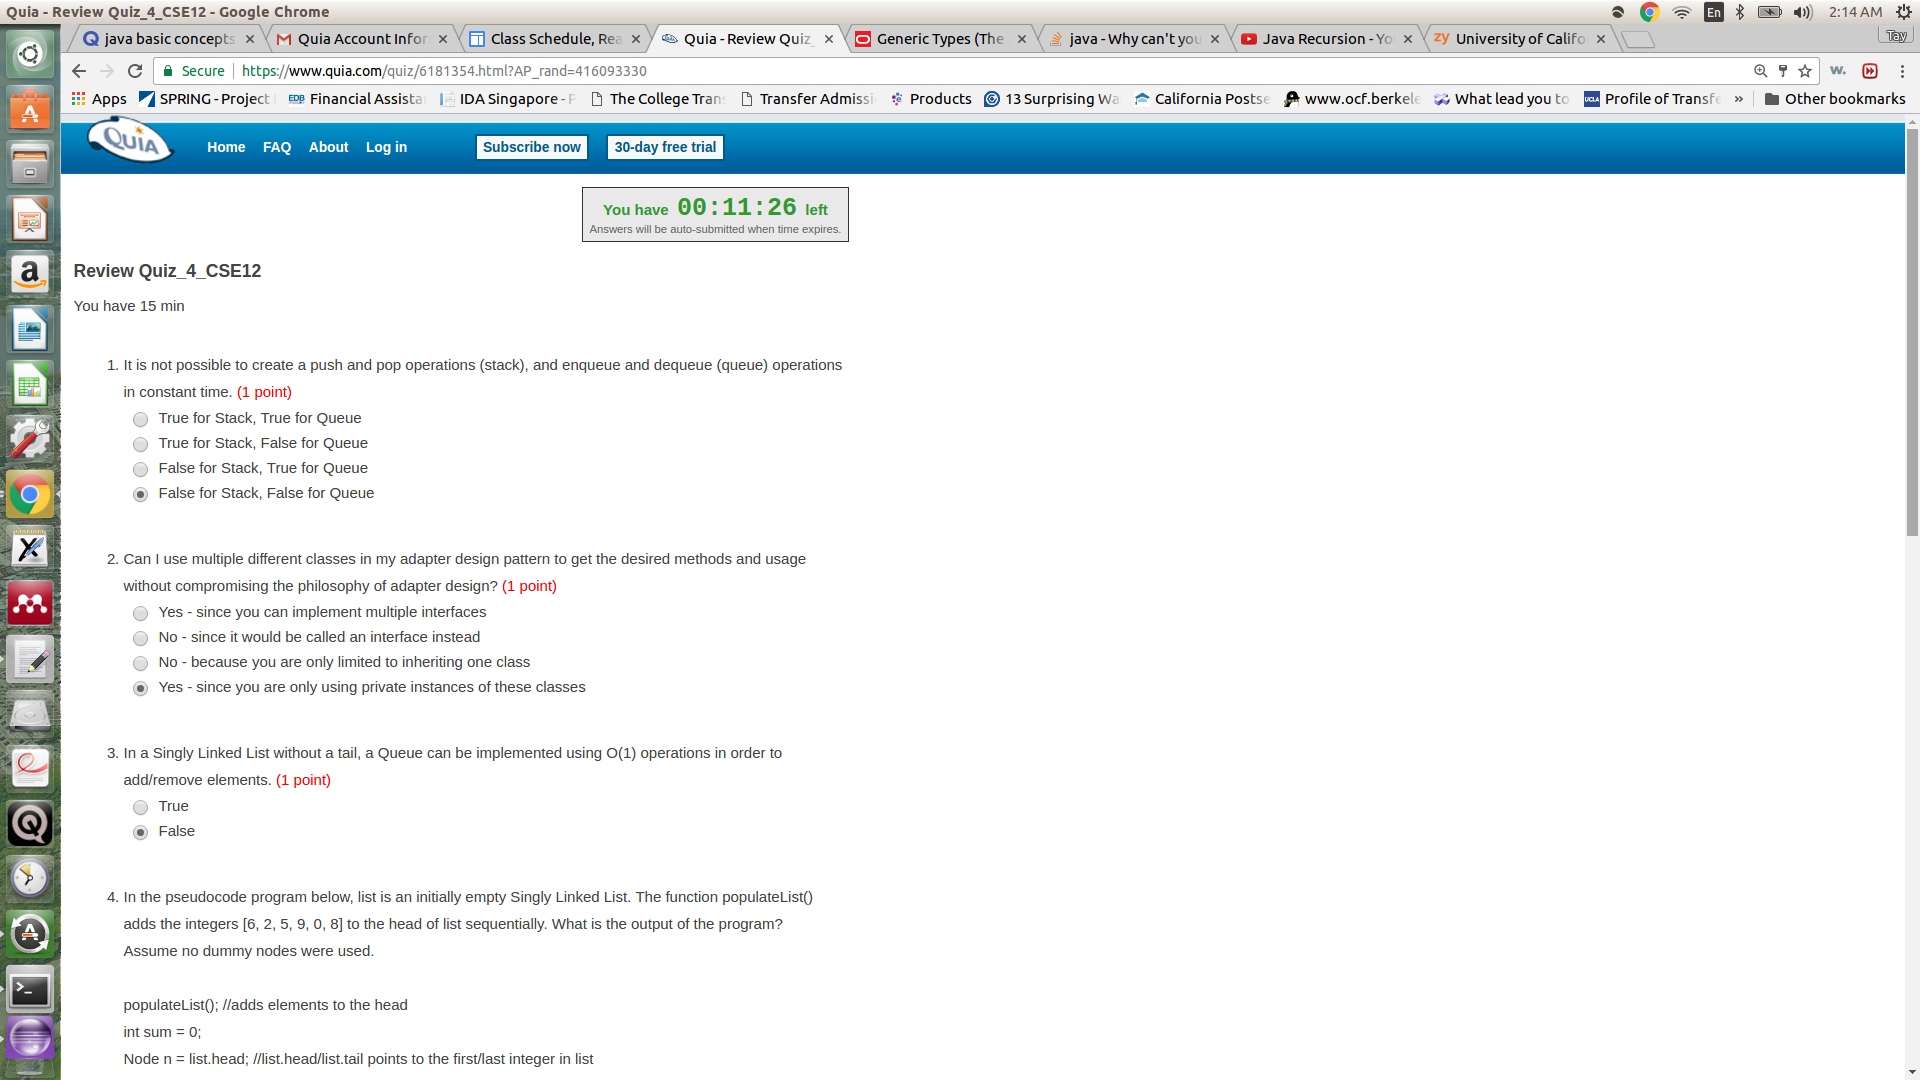 Quia - Review Quiz_4_CSE12 - Google Chrome
En
2:14 AM
java basic concepts
Quia Account Infor
Class Schedule, Rea
Quia - Review Quiz_
Generic Types (The
java - Why can't you
Java Recursion - Yo
zy University of Califo
Tay
Secure
https://www.quia.com/quiz/6181354.html?AP_rand=416093330
w.
Apps
SPRING - Project
EDB Financial Assista
IDA Singapore - P
The College Tran
Transfer Admissi
Products
13 Surprising Wa
California Postse
www.ocf.berkele
What lead you to
UCLA Profile of Transfe
»
Other bookmarks
QUIA
Home
FAQ
About
Log in
Subscribe now
30-day free trial
You have 00:11:26 left
Answers will be auto-submitted when time expires.
Review Quiz_4_CSE12
You have 15 min
1. It is not possible to create a push and pop operations (stack), and enqueue and dequeue (queue) operations
in constant time. (1 point)
True for Stack, True for Queue
True for Stack, False for Queue
False for Stack, True for Queue
False for Stack, False for Queue
2. Can I use multiple different classes in my adapter design pattern to get the desired methods and usage
without compromising the philosophy of adapter design? (1 point)
Yes - since you can implement multiple interfaces
No - since it would be called an interface instead
No - because you are only limited to inheriting one class
Yes - since you are only using private instances of these classes
3. In a Singly Linked List without a tail, a Queue can be implemented using O(1) operations in order to
add/remove elements. (1 point)
True
False
4. In the pseudocode program below, list is an initially empty Singly Linked List. The function populateList()
adds the integers [6, 2, 5, 9, 0, 8] to the head of list sequentially. What is the output of the program?
Assume no dummy nodes were used.
populateList(); //adds elements to the head
int sum = 0;
Node n = list.head; //list.head/list.tail points to the first/last integer in list